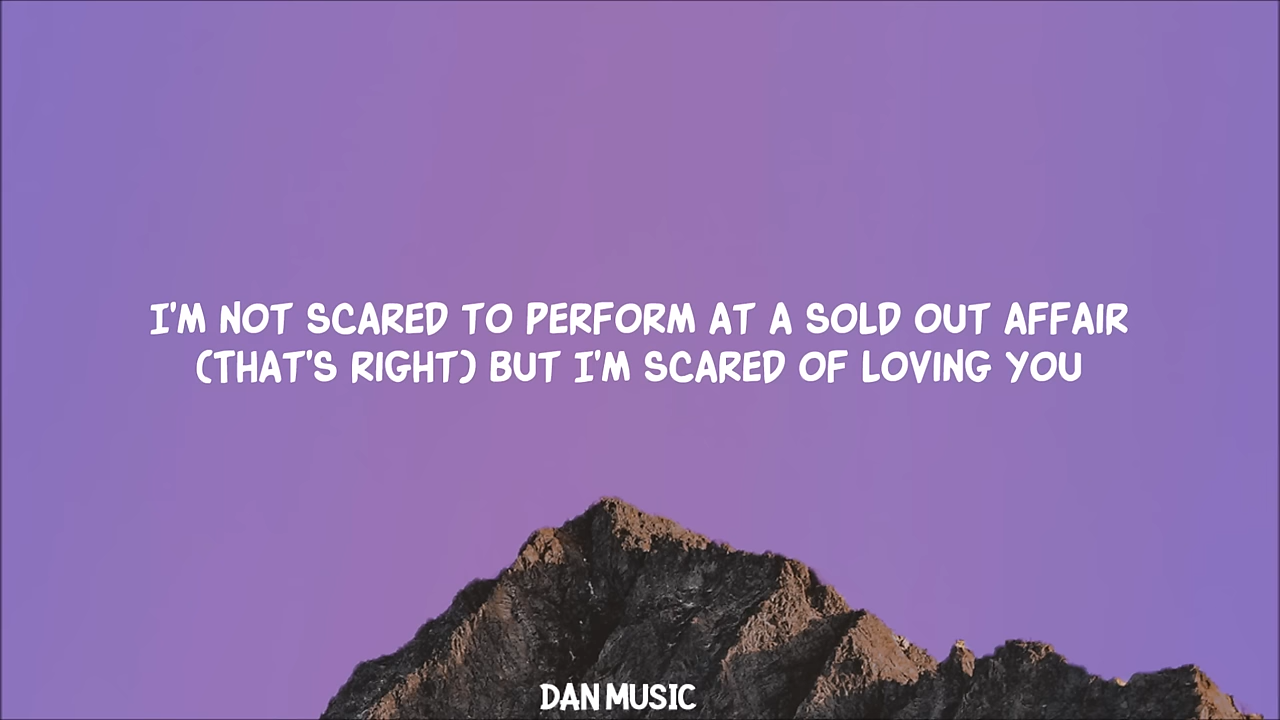 I'M NOT SCARED TO PERFORM AT A SOLD OUT AFFAIR
(THAT'S RIGHT) BUT I'M SCARED OF LOVING YOU
DAN MUSIC